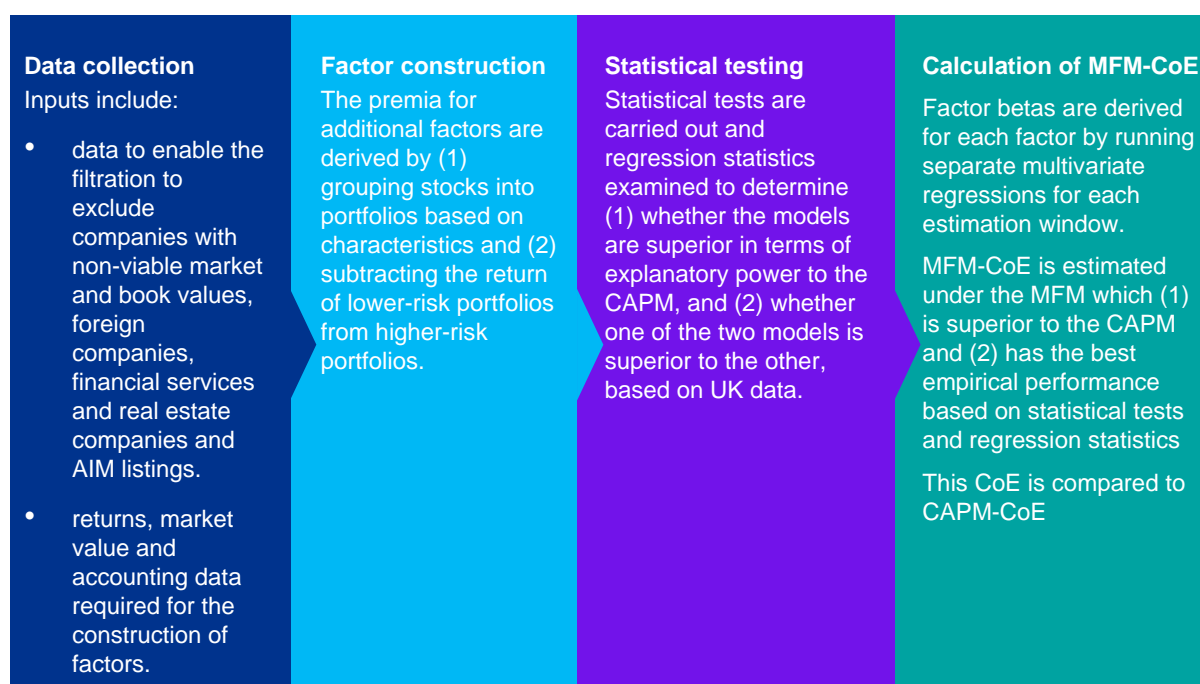 Data collection
Inputs include:
• data to enable the
filtration to
exclude
companies with
non-viable market
and book values,
foreign
companies,
financial services
and real estate
companies and
AIM listings.
• returns, market
value and
accounting data
required for the
construction of
factors.
Factor construction
The premia for
additional factors are
derived by (1)
grouping stocks into
portfolios based on
characteristics and (2)
subtracting the return
of lower-risk portfolios
from higher-risk
portfolios.
Statistical testing
Statistical tests are
carried out and
regression statistics
examined to determine
(1) whether the models
are superior in terms of
explanatory power to the
CAPM, and (2) whether
one of the two models is
superior to the other,
based on UK data.
Calculation of MFM-CoE
Factor betas are derived
for each factor by running
separate multivariate
regressions for each
estimation window.
MFM-CoE is estimated
under the MFM which (1)
is superior to the CAPM
and (2) has the best
empirical performance
based on statistical tests
and regression statistics
This CoE is compared to
CAPM-CoE